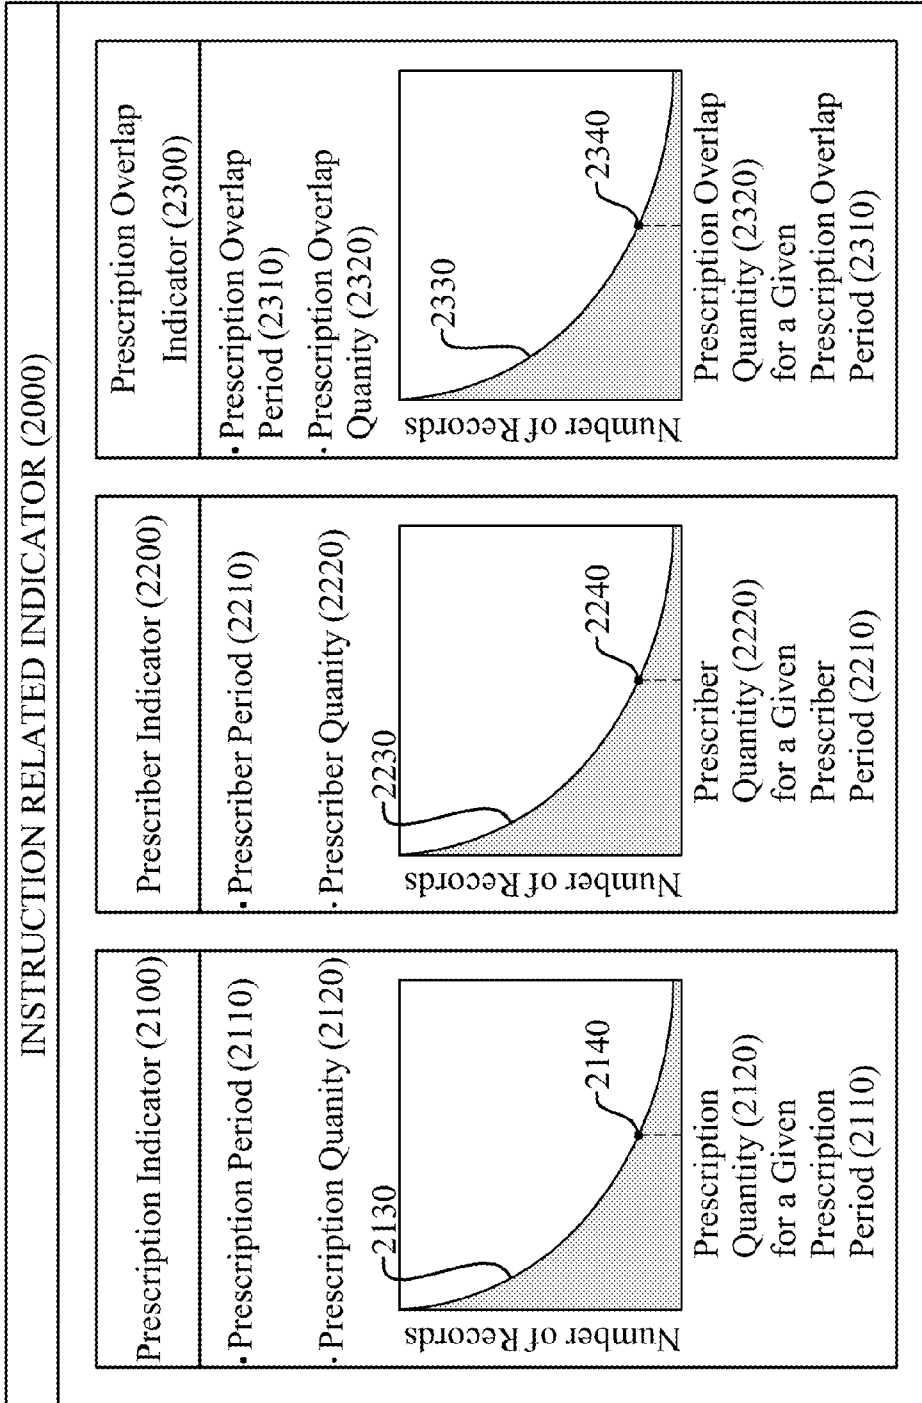 INSTRUCTION RELATED INDICATOR (2000)
Prescription Indicator (2100)
· Prescription Period (2110)
· Prescription Quanity (2120)
Number of Records
2130
2140
Prescription
Quantity (2120)
for a Given
Prescription
Period (2110)
Prescriber Indicator (2200)
· Prescriber Period (2210)
· Prescriber Quanity (2220)
Number of Records
2230
2240
Prescriber
Quantity (2220)
for a Given
Prescriber
Period (2210)
Prescription Overlap
Indicator (2300)
· Prescription Overlap
Period (2310)
· Prescription Overlap
Quanity (2320)
Number of Records
2330
2340
Prescription Overlap
Quantity (2320)
for a Given
Prescription Overlap
Period (2310)